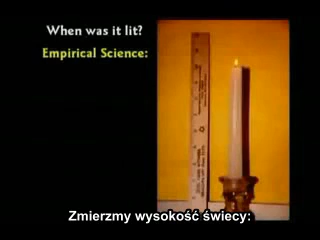 When was it lit?
Empirical Science:
Zmierzmy wysokość świecy: